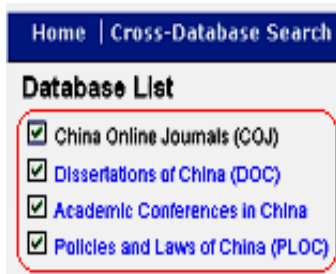 Home | Cross-Database Search
Database List
China Online Journals (COJ)
Dissertations of China (DOC)
Academic Conferences in China
Policies and Laws of China (PLOC)